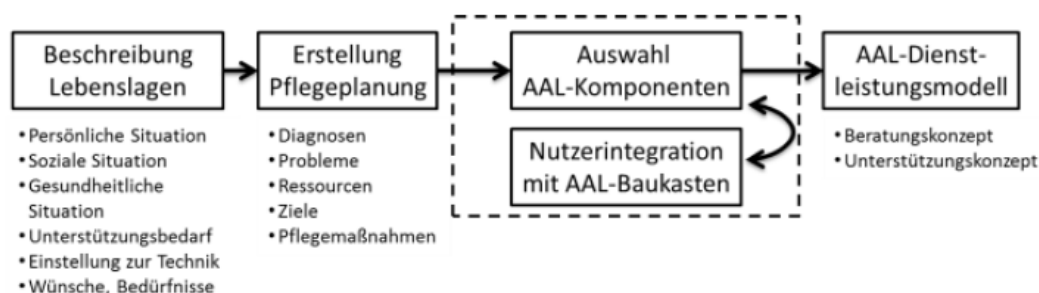 Beschreibung
Lebenslagen
• Persönliche Situation
• Soziale Situation
• Gesundheitliche
Situation
• Unterstützungsbedarf
• Einstellung zur Technik
• Wünsche, Bedürfnisse
Erstellung
Pflegeplanung
• Diagnosen
• Probleme
• Ressourcen
• Ziele
• Pflegemaßnahmen
Auswahl
AAL-Komponenten
Nutzerintegration
mit AAL-Baukasten
AAL-Dienst-
leistungsmodell
• Beratungskonzept
• Unterstützungskonzept